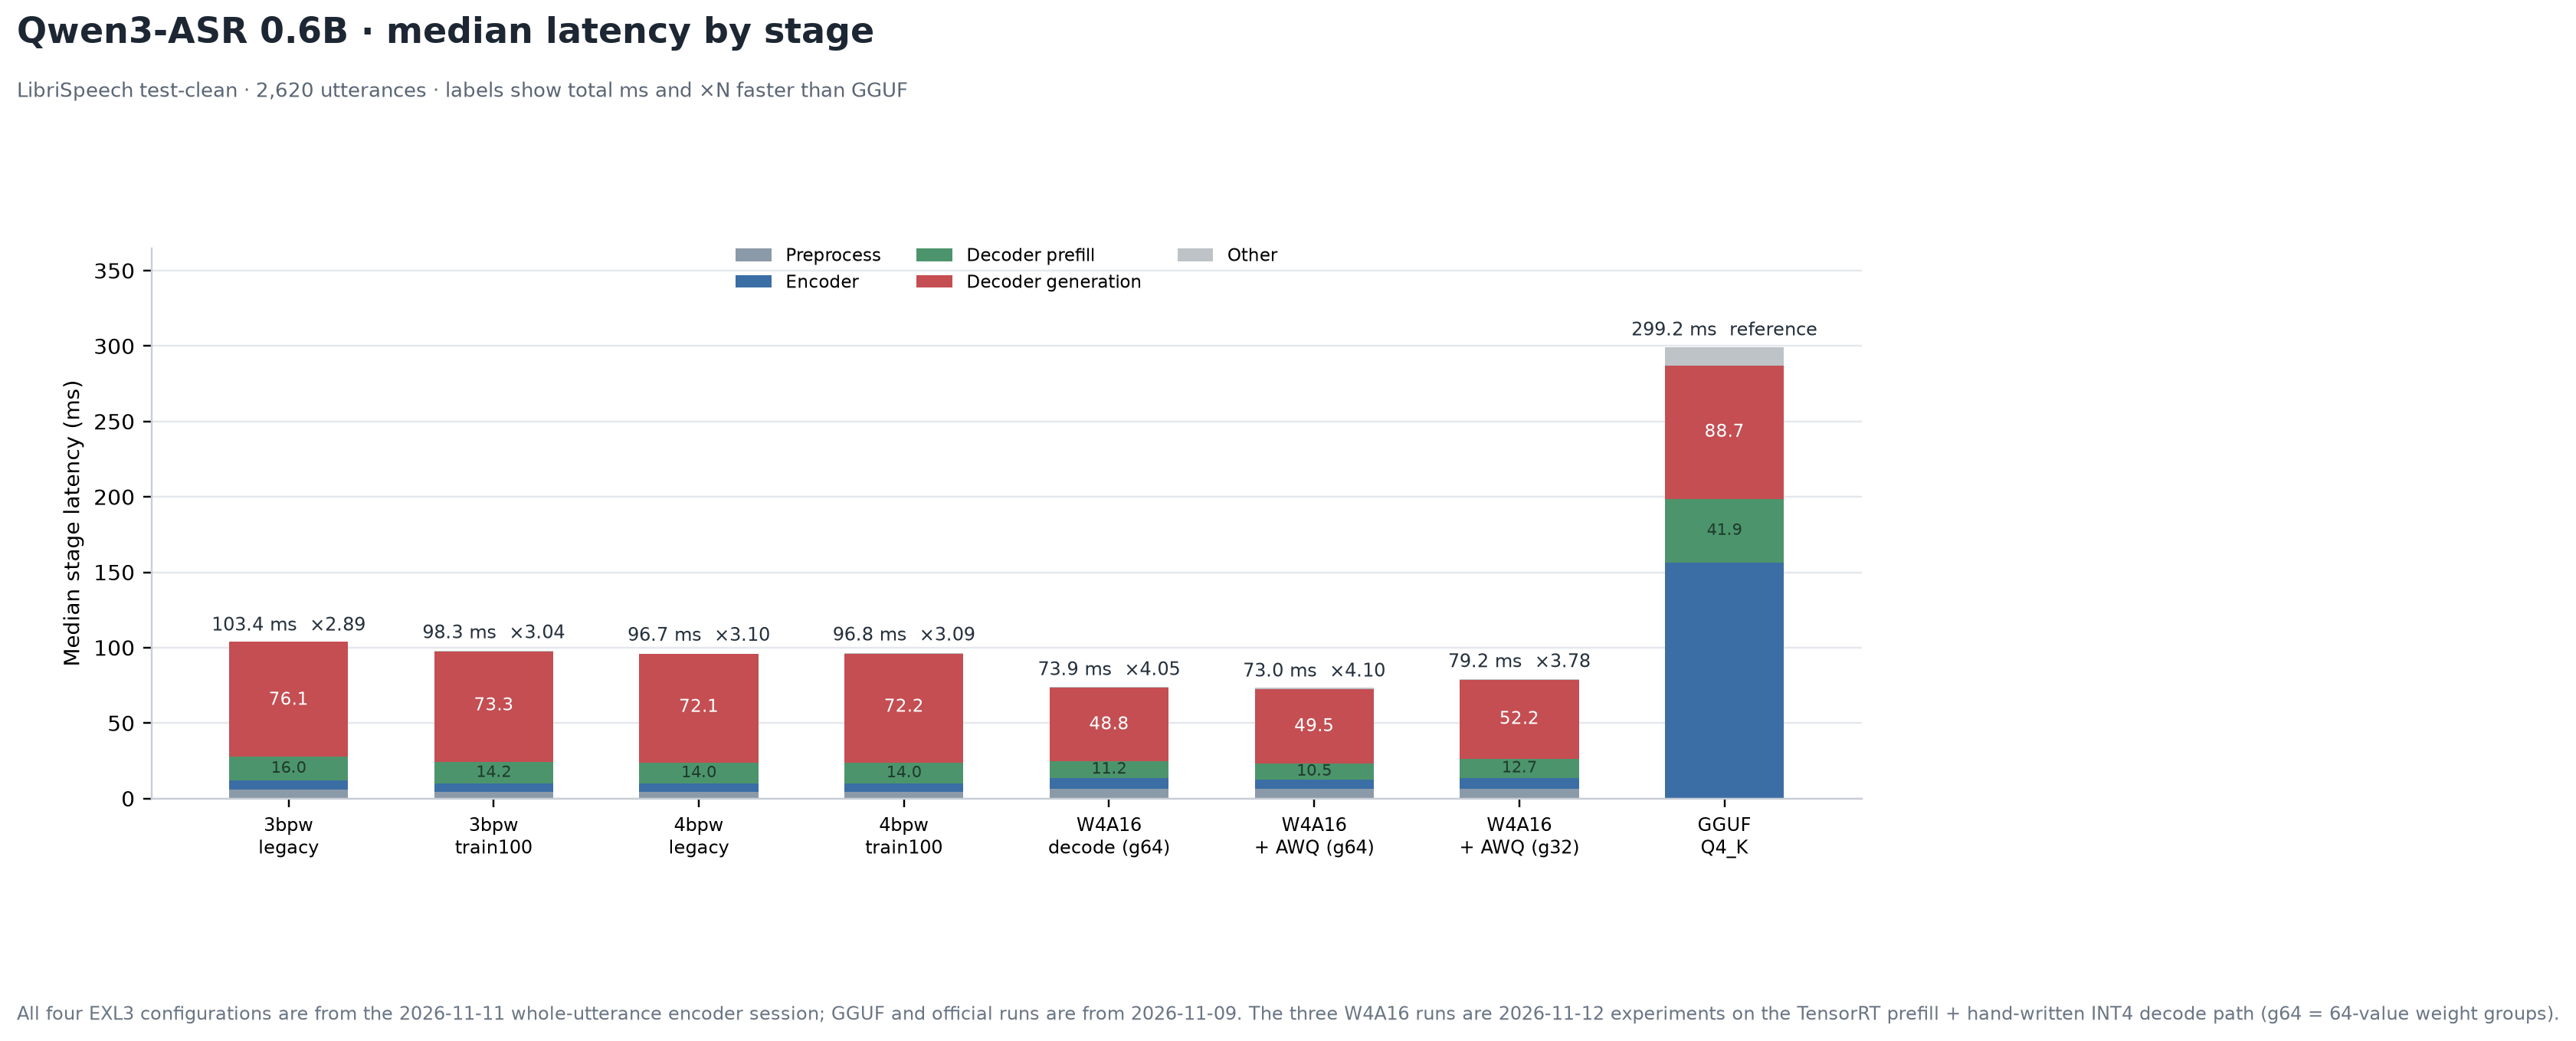 Qwen3-ASR 0.6B · median latency by stage
LibriSpeech test-clean · 2,620 utterances · labels show total ms and ×N faster than GGUF
Preprocess
Encoder
Decoder prefill
Decoder generation
Other
Median stage latency (ms)
350
300
250
200
150
100
50
0
103.4 ms ×2.89
76.1
16.0
3bpw
legacy
98.3 ms ×3.04
73.3
14.2
3bpw
train100
96.7 ms ×3.10
72.1
14.0
4bpw
legacy
96.8 ms ×3.09
72.2
14.0
4bpw
train100
73.9 ms ×4.05
48.8
11.2
W4A16
decode (g64)
73.0 ms ×4.10
49.5
10.5
W4A16
+ AWQ (g64)
79.2 ms ×3.78
52.2
12.7
W4A16
+ AWQ (g32)
299.2 ms reference
88.7
41.9
GGUF
Q4_K
All four EXL3 configurations are from the 2026-11-11 whole-utterance encoder session; GGUF and official runs are from 2026-11-09. The three W4A16 runs are 2026-11-12 experiments on the TensorRT prefill + hand-written INT4 decode path (g64 = 64-value weight groups).